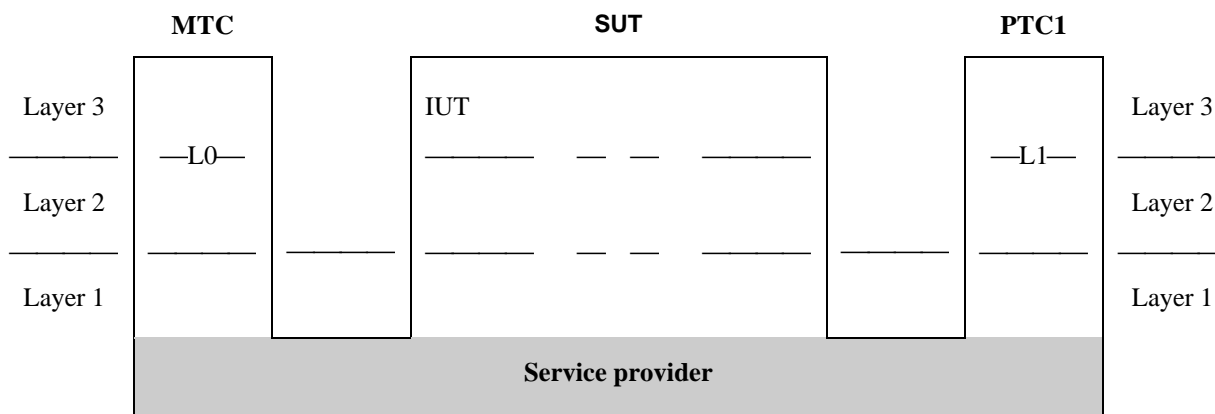 MTC SUT PTC1
Layer 3 IUT Layer 3
L0 L1
Layer 2 Layer 2
Layer 1 Layer 1
Service provider